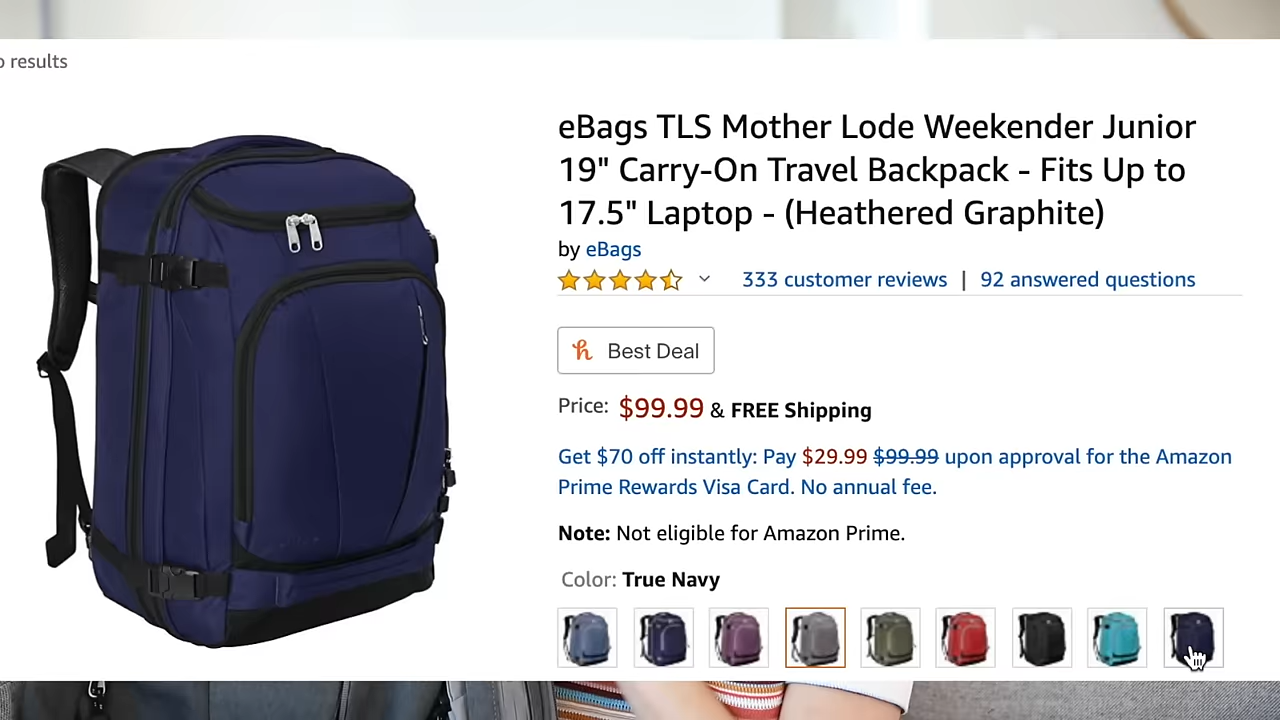 results
eBags TLS Mother Lode Weekender Junior
19" Carry-On Travel Backpack - Fits Up to
17.5" Laptop - (Heathered Graphite)
by eBags
333 customer reviews | 92 answered questions
h Best Deal
Price: $99.99 & FREE Shipping
Get $70 off instantly: Pay $29.99 $99.99 upon approval for the Amazon
Prime Rewards Visa Card. No annual fee.
Note: Not eligible for Amazon Prime.
Color: True Navy